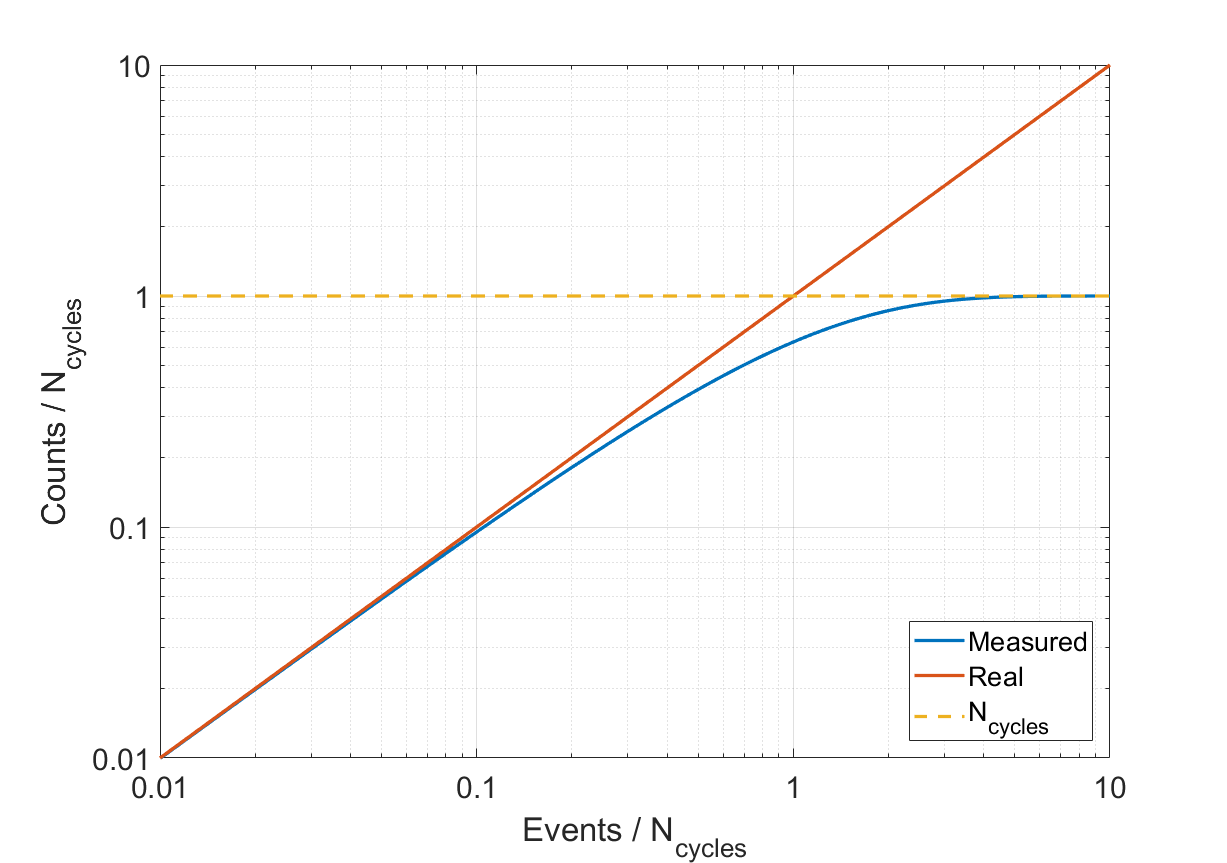 10
1
0.1
0.01
0.01 0.1 1 10
Counts / N_cycles
Events / N_cycles
Measured
Real
N_cycles